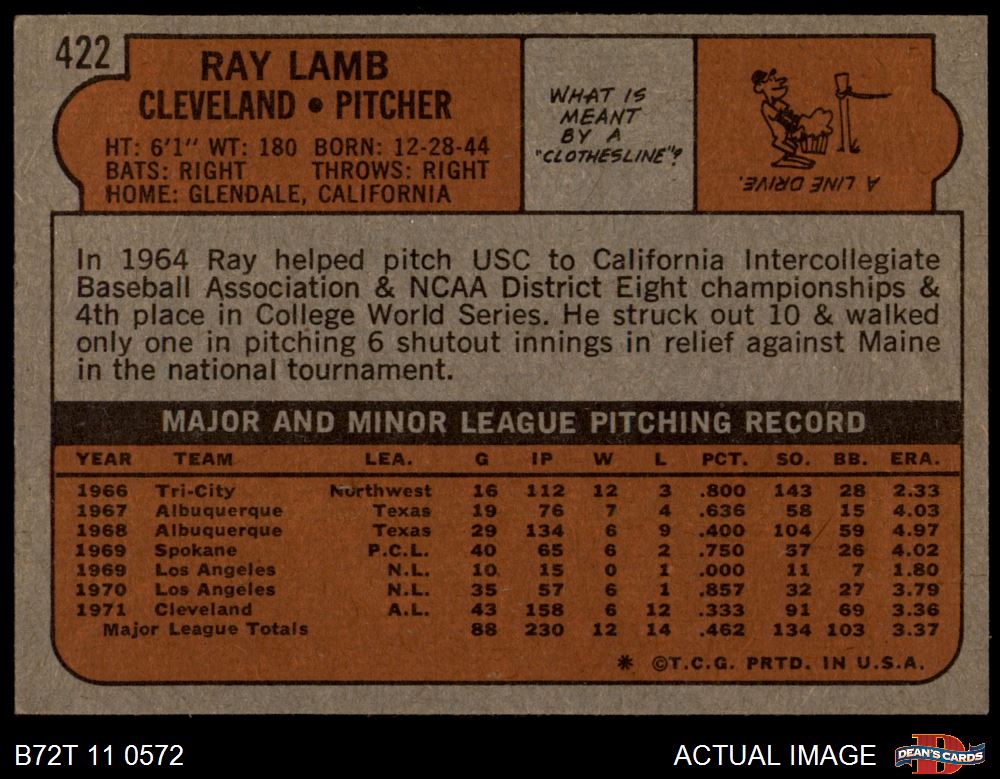 422
RAY LAMB
CLEVELAND • PITCHER
HT: 6'1" WT: 180 BORN: 12-28-44
BATS: RIGHT THROWS: RIGHT
HOME: GLENDALE, CALIFORNIA
WHAT IS
MEANT
BY A
"CLOTHESLINE"?
A LINE DRIVE.
In 1964 Ray helped pitch USC to California Intercollegiate
Baseball Association & NCAA District Eight championships &
4th place in College World Series. He struck out 10 & walked
only one in pitching 6 shutout innings in relief against Maine
in the national tournament.
MAJOR AND MINOR LEAGUE PITCHING RECORD
YEAR TEAM LEA. G IP W L PCT. SO. BB. ERA.
1966 Tri-City Northwest 16 112 12 3 .800 143 28 2.33
1967 Albuquerque Texas 19 76 7 4 .636 58 15 4.03
1968 Albuquerque Texas 29 134 6 9 .400 104 59 4.97
1969 Spokane P.C.L. 40 65 6 2 .750 37 26 4.02
1969 Los Angeles N.L. 10 15 0 1 .000 11 7 1.80
1970 Los Angeles N.L. 35 57 6 1 .857 32 27 3.79
1971 Cleveland A.L. 43 158 6 12 .333 91 69 3.36
Major League Totals 88 230 12 14 .462 134 103 3.37
* ©T.C.G. PRTD. IN U.S.A.
B72T 11 0572
ACTUAL IMAGE
DEAN'S CARDS